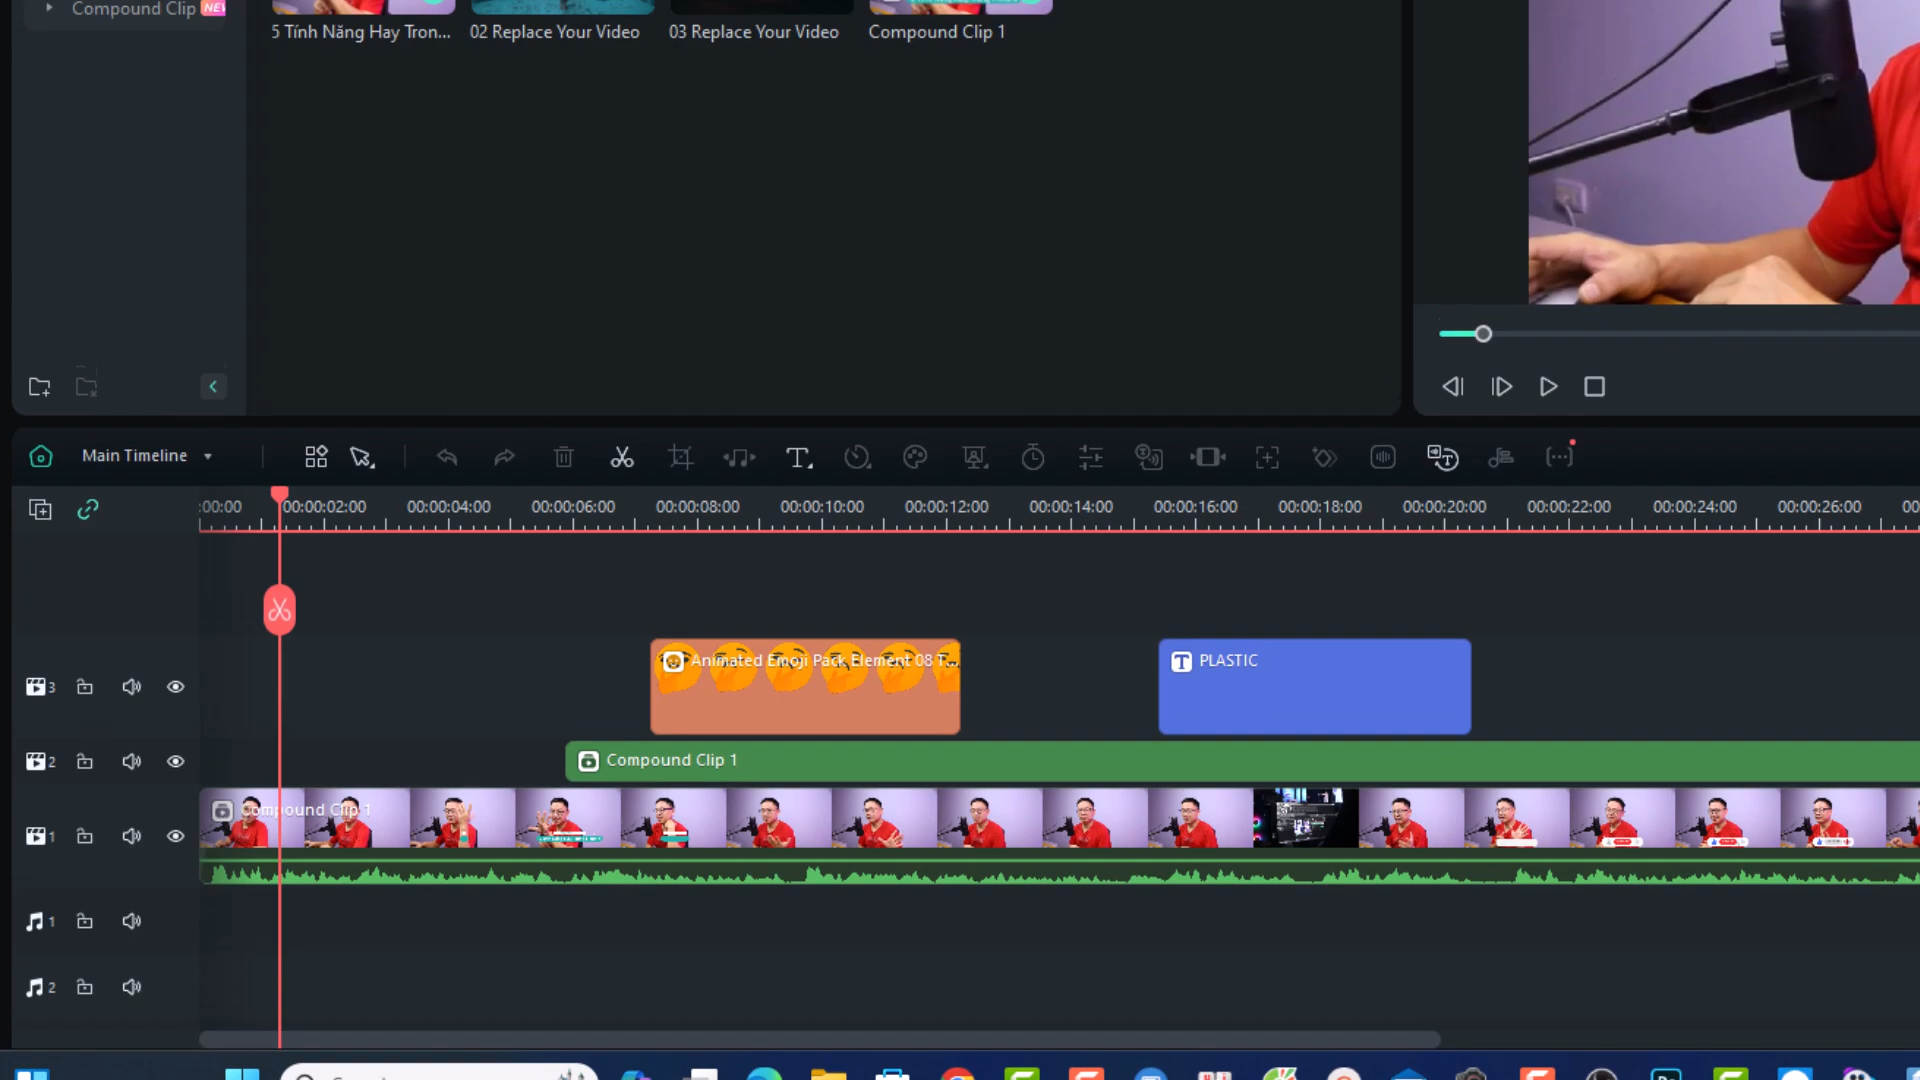 Compound Clip NEW
5 Tính Năng Hay Tron...
02 Replace Your Video
03 Replace Your Video
Compound Clip 1
Main Timeline
:00:00
00:00:02:00
00:00:04:00
00:00:06:00
00:00:08:00
00:00:10:00
00:00:12:00
00:00:14:00
00:00:16:00
00:00:18:00
00:00:20:00
00:00:22:00
00:00:24:00
00:00:26:00
00
Animated Emoji Pack Element 08 T...
PLASTIC
3
2
Compound Clip 1
Compound Clip 1
1
1
2